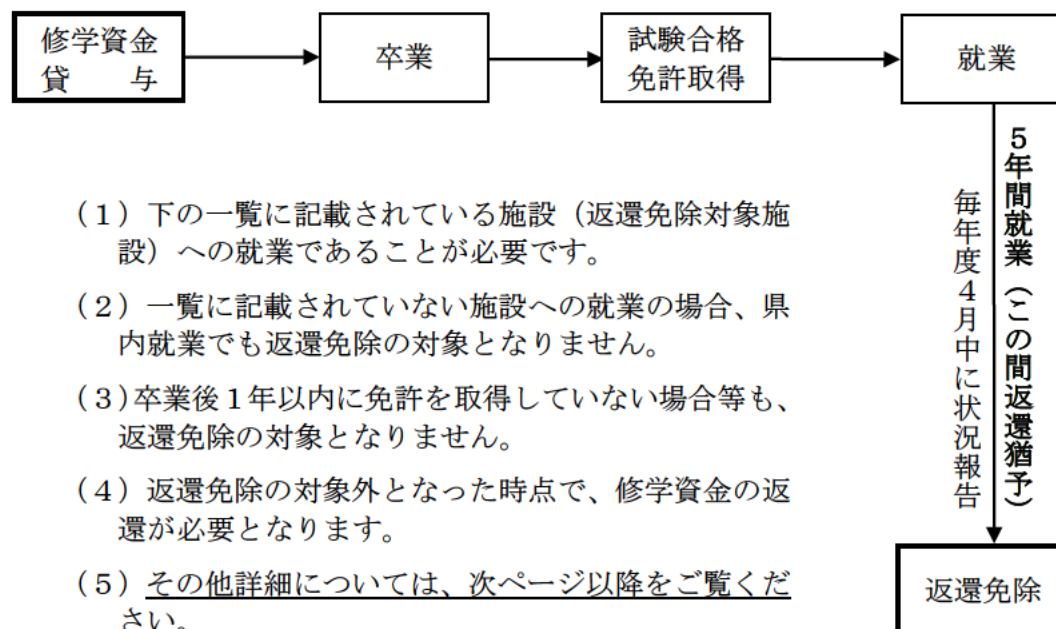 修学資金
貸　　与
卒業
試験合格
免許取得
就業
５年間就業（この間返還猶予）
毎年度４月中に状況報告
（１）下の一覧に記載されている施設（返還免除対象施
設）への就業であることが必要です。
（２）一覧に記載されていない施設への就業の場合、県
内就業でも返還免除の対象となりません。
（３）卒業後１年以内に免許を取得していない場合等も、
返還免除の対象となりません。
（４）返還免除の対象外となった時点で、修学資金の返
還が必要となります。
（５）その他詳細については、次ページ以降をご覧くだ
さい。
返還免除